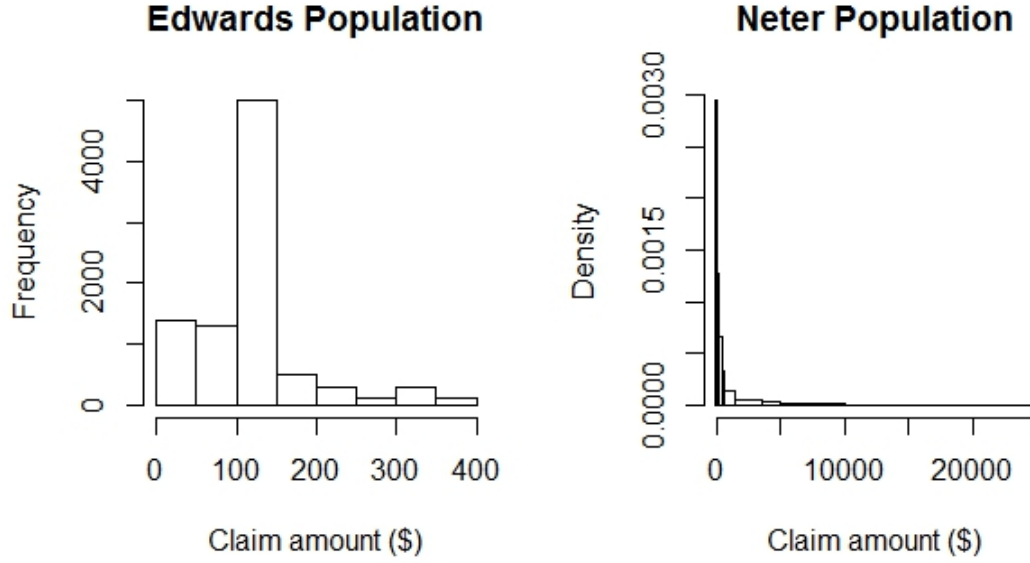 Edwards Population
Frequency
4000
2000
0
0 100 200 300 400
Claim amount ($)
Neter Population
Density
0.0030
0.0015
0.0000
0 10000 20000
Claim amount ($)